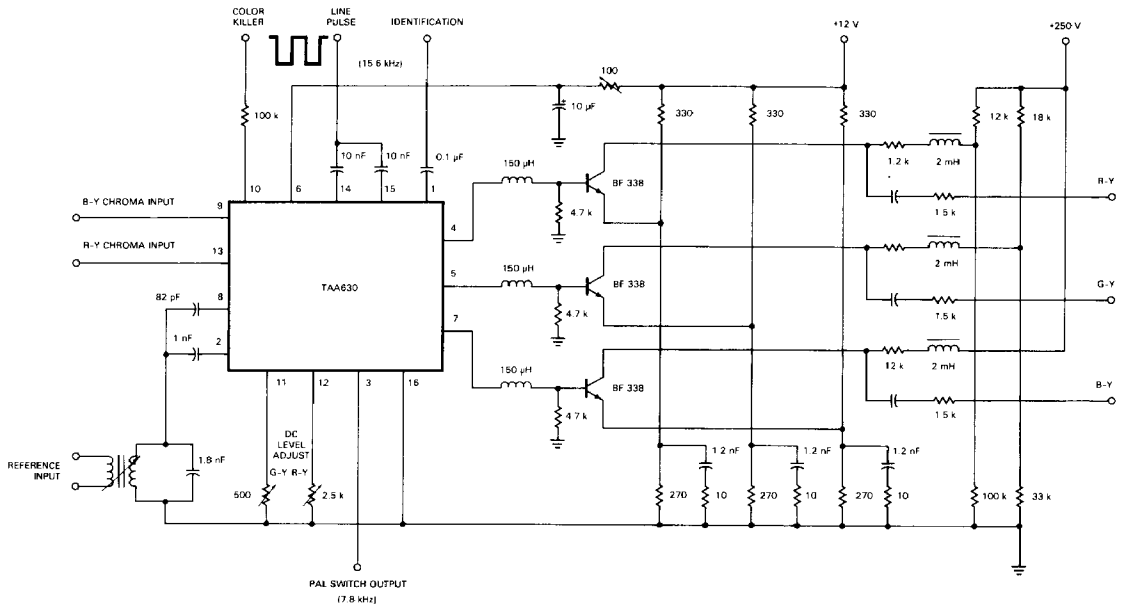 COLOR
KILLER
LINE
PULSE
IDENTIFICATION
+12 V
+250 V
(15.6 kHz)
100
100 k
10 µF
330
330
330
12 k
18 k
10 nF
10 nF
0.1 µF
10
6
14
15
1
150 µH
BF 338
1.2 k
2 mH
R-Y
4.7 k
1.5 k
B-Y CHROMA INPUT
9
4
R-Y CHROMA INPUT
13
5
150 µH
BF 338
2 mH
G-Y
TAA630
82 pF
8
4.7 k
1.5 k
1 nF
2
7
150 µH
BF 338
12 k
2 mH
B-Y
4.7 k
1.5 k
11
12
3
16
DC
LEVEL
ADJUST
G-Y R-Y
REFERENCE
INPUT
1.8 nF
500
2.5 k
1.2 nF
1.2 nF
1.2 nF
270
10
270
10
270
10
100 k
33 k
PAL SWITCH OUTPUT
(7.8 kHz)